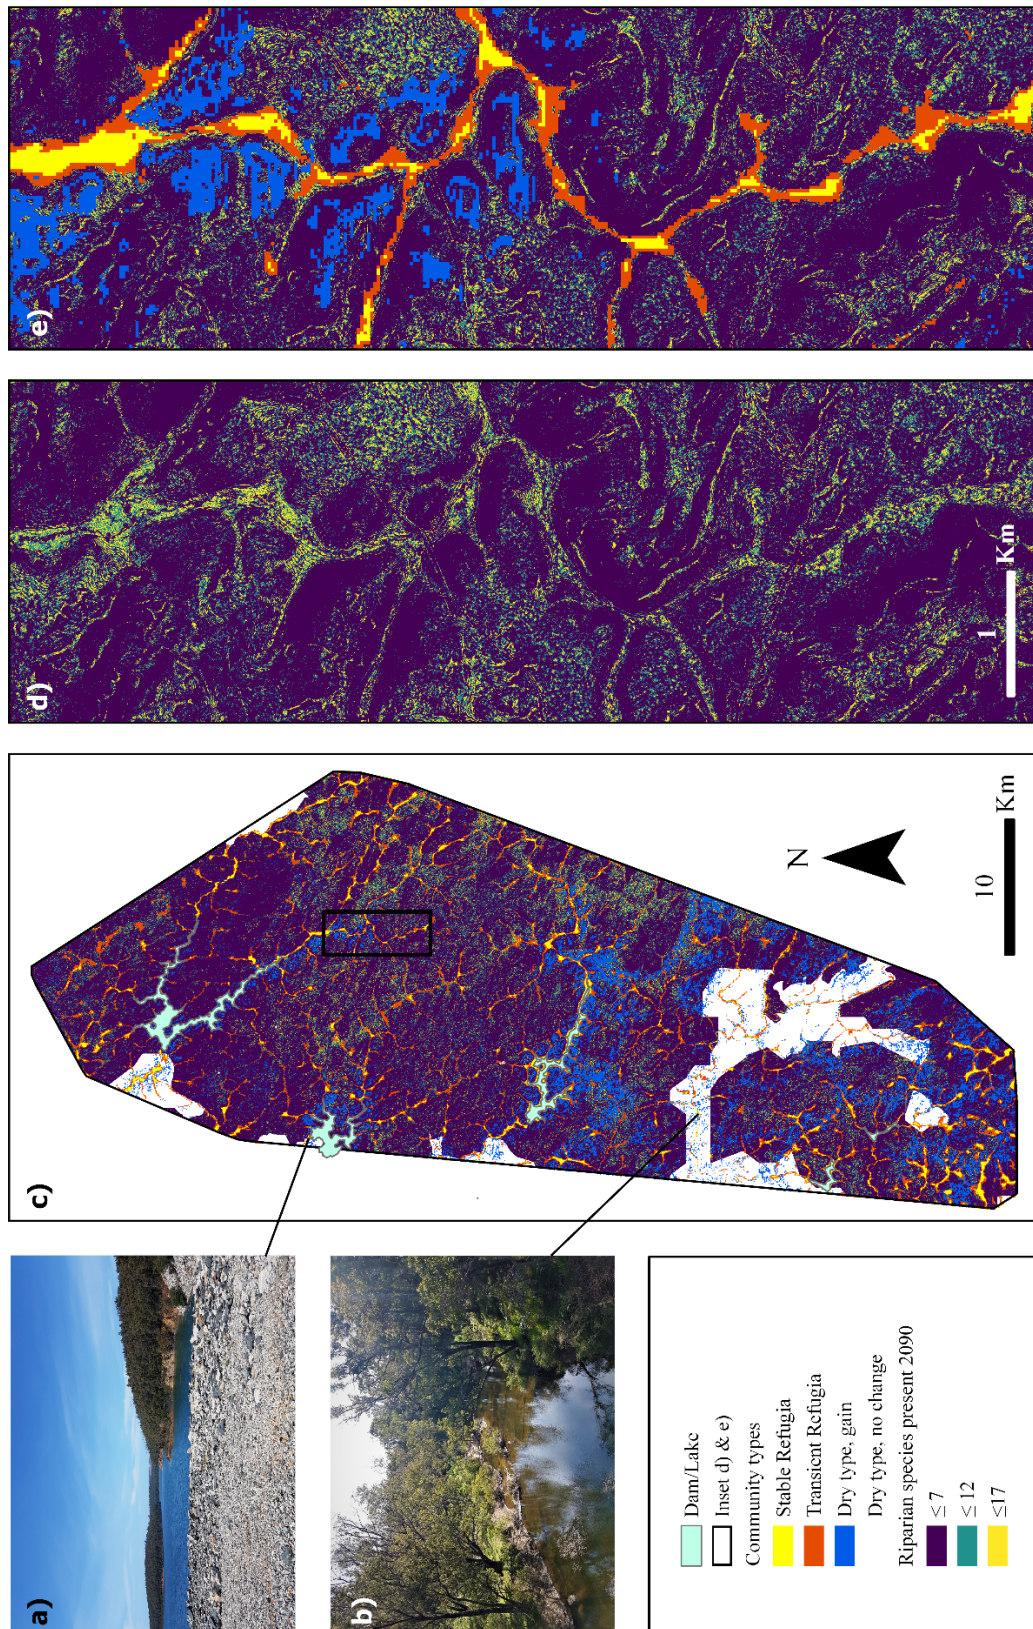 a)
b)
c)
d)
e)
N
10
Km
1
Km
Dam/Lake
Inset d) & e)
Community types
Stable Refugia
Transient Refugia
Dry type, gain
Dry type, no change
Riparian species present 2090
≤ 7
≤ 12
≤17